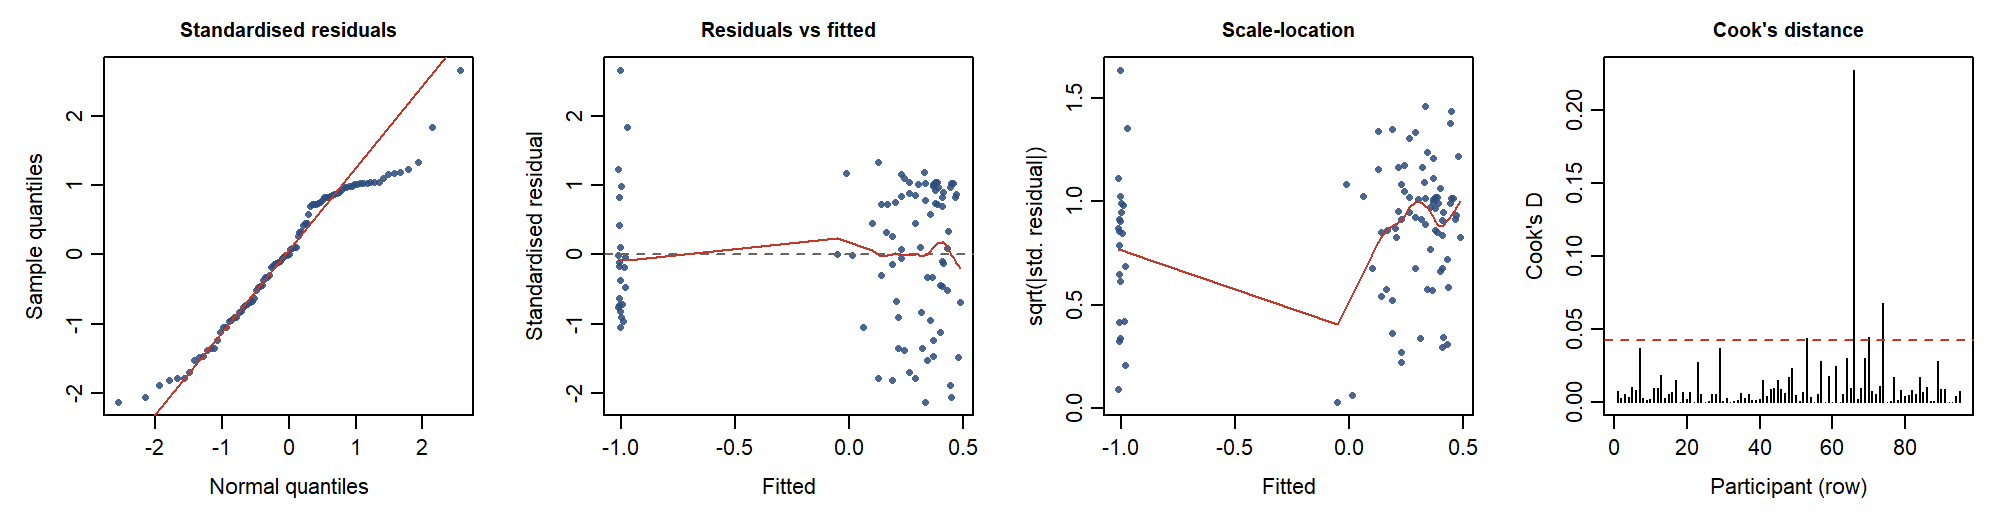 Standardised residuals
Sample quantiles
2
1
0
-1
-2
-2 -1 0 1 2
Normal quantiles
Residuals vs fitted
Standardised residual
2
1
0
-1
-2
-1.0 -0.5 0.0 0.5
Fitted
Scale-location
sqrt(|std. residual|)
1.5
1.0
0.5
0.0
-1.0 -0.5 0.0 0.5
Fitted
Cook's distance
Cook's D
0.20
0.15
0.10
0.05
0.00
0 20 40 60 80
Participant (row)